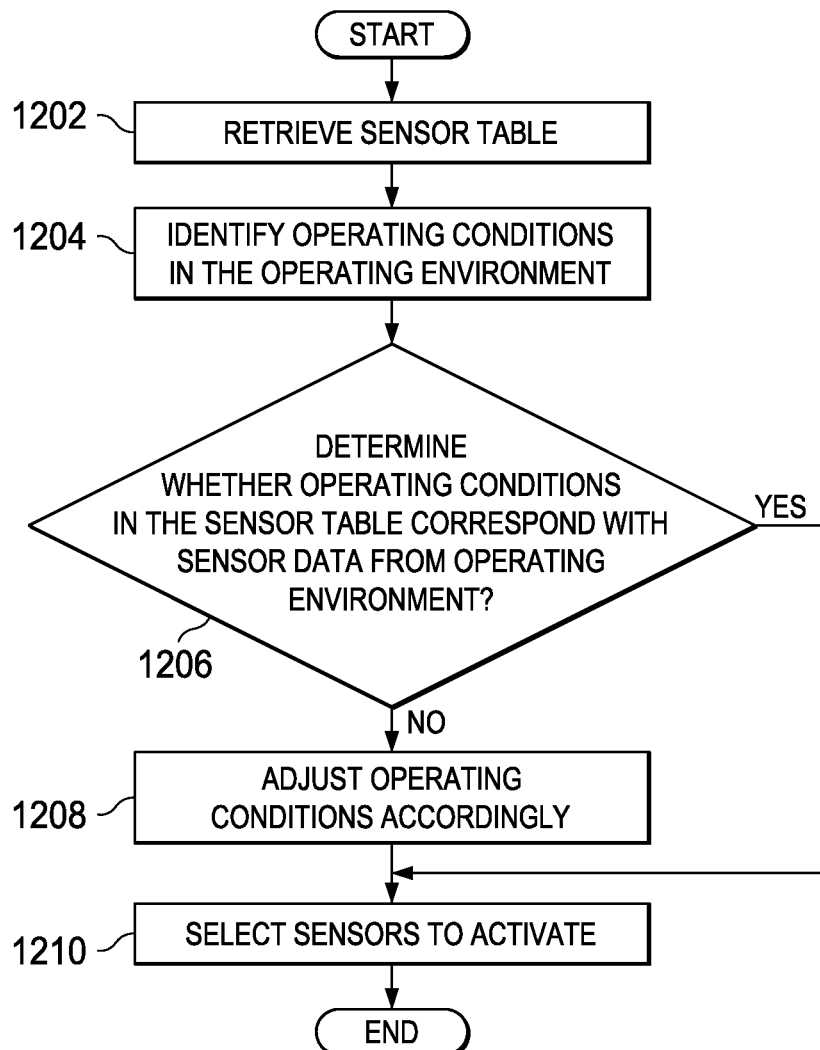 START
1202
RETRIEVE SENSOR TABLE
1204
IDENTIFY OPERATING CONDITIONS
IN THE OPERATING ENVIRONMENT
DETERMINE
WHETHER OPERATING CONDITIONS
IN THE SENSOR TABLE CORRESPOND WITH
SENSOR DATA FROM OPERATING
ENVIRONMENT?
YES
1206
NO
1208
ADJUST OPERATING
CONDITIONS ACCORDINGLY
1210
SELECT SENSORS TO ACTIVATE
END